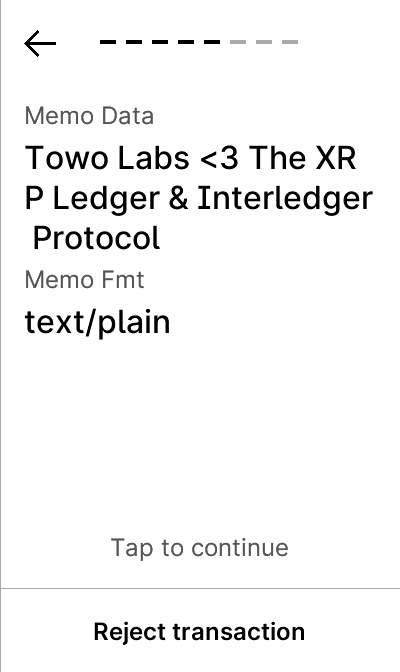 Memo Data
Towo Labs <3 The XR
P Ledger & Interledger
 Protocol
Memo Fmt
text/plain
Tap to continue
Reject transaction